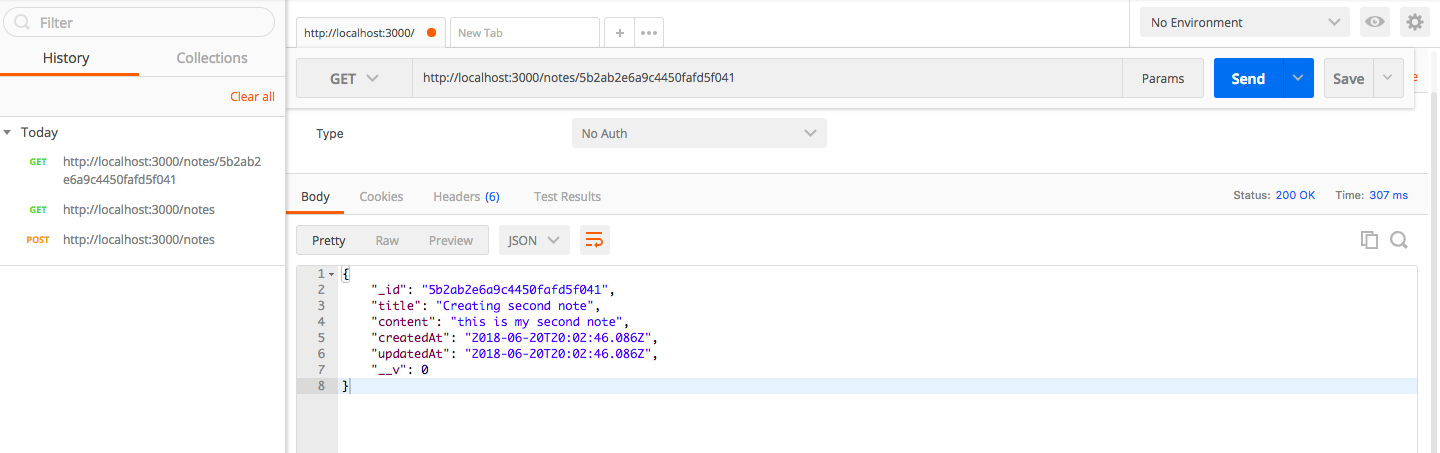 Filter
History Collections
Clear all
Today
GET http://localhost:3000/notes/5b2ab2
e6a9c4450fafd5f041
GET http://localhost:3000/notes
POST http://localhost:3000/notes
http://localhost:3000/ New Tab + •••
No Environment
GET http://localhost:3000/notes/5b2ab2e6a9c4450fafd5f041 Params Send Save
Type No Auth
Body Cookies Headers (6) Test Results Status: 200 OK Time: 307 ms
Pretty Raw Preview JSON
1 {
2 "_id": "5b2ab2e6a9c4450fafd5f041",
3 "title": "Creating second note",
4 "content": "this is my second note",
5 "createdAt": "2018-06-20T20:02:46.086Z",
6 "updatedAt": "2018-06-20T20:02:46.086Z",
7 "__v": 0
8 }